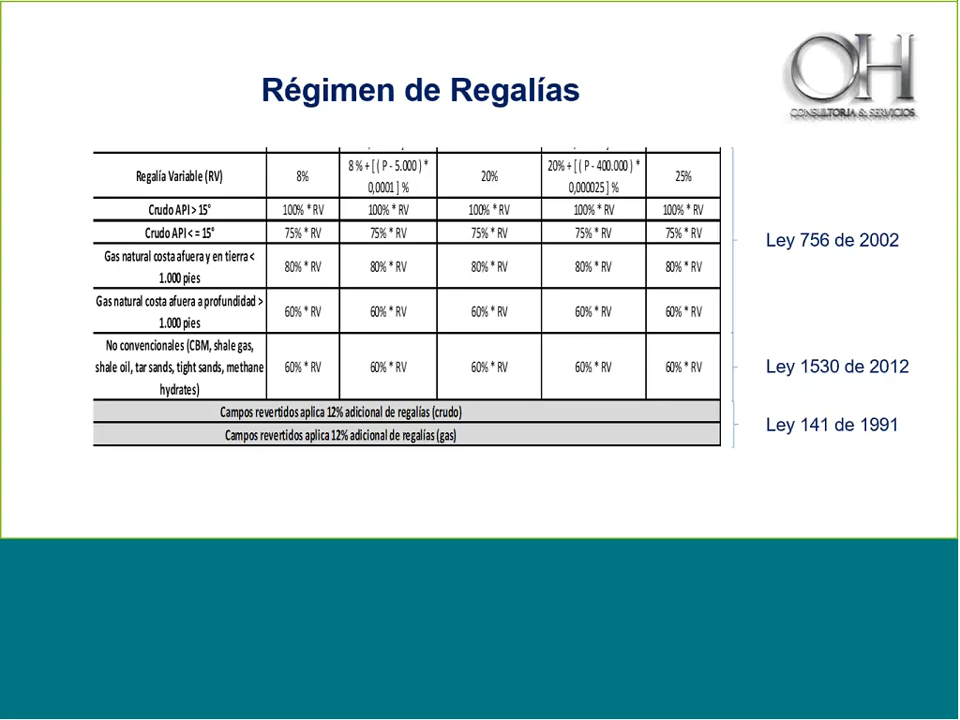 OH
CONSULTORIA & SERVICIOS
Régimen de Regalías
Regalía Variable (RV) 8% 8 % + [ ( P - 5.000 ) * 0,0001 ] % 20% 20% + [ ( P - 400.000 ) * 0,000025 ] % 25%
Crudo API > 15° 100% * RV 100% * RV 100% * RV 100% * RV 100% * RV
Crudo API < = 15° 75% * RV 75% * RV 75% * RV 75% * RV 75% * RV
Gas natural costa afuera y en tierra < 1.000 pies 80% * RV 80% * RV 80% * RV 80% * RV 80% * RV
Gas natural costa afuera a profundidad > 1.000 pies 60% * RV 60% * RV 60% * RV 60% * RV 60% * RV
No convencionales (CBM, shale gas, shale oil, tar sands, tight sands, methane hydrates) 60% * RV 60% * RV 60% * RV 60% * RV 60% * RV
Campos revertidos aplica 12% adicional de regalías (crudo)
Campos revertidos aplica 12% adicional de regalías (gas)
Ley 756 de 2002
Ley 1530 de 2012
Ley 141 de 1991